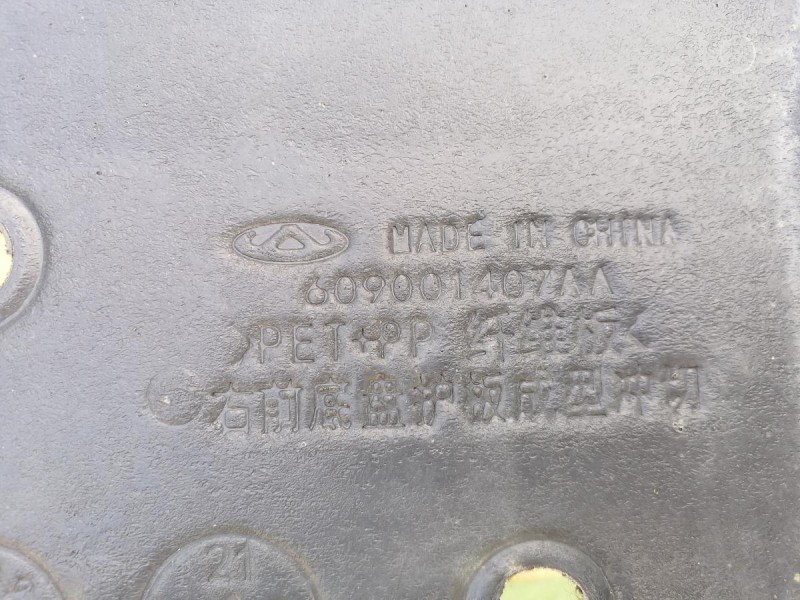 MADE IN CHINA
609001407AA
>PET+PP 纤维板<
右前底盘护板成型冲切
21